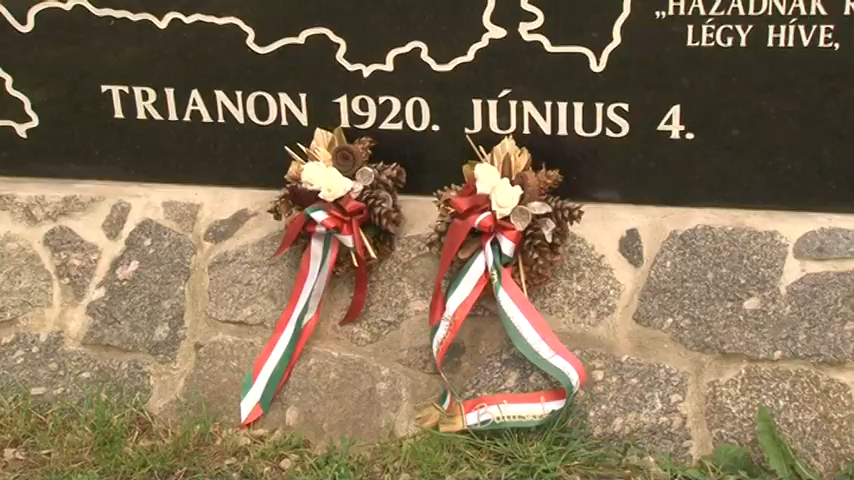 „HAZÁDNAK R
LÉGY HÍVE,
TRIANON 1920. JÚNIUS 4.